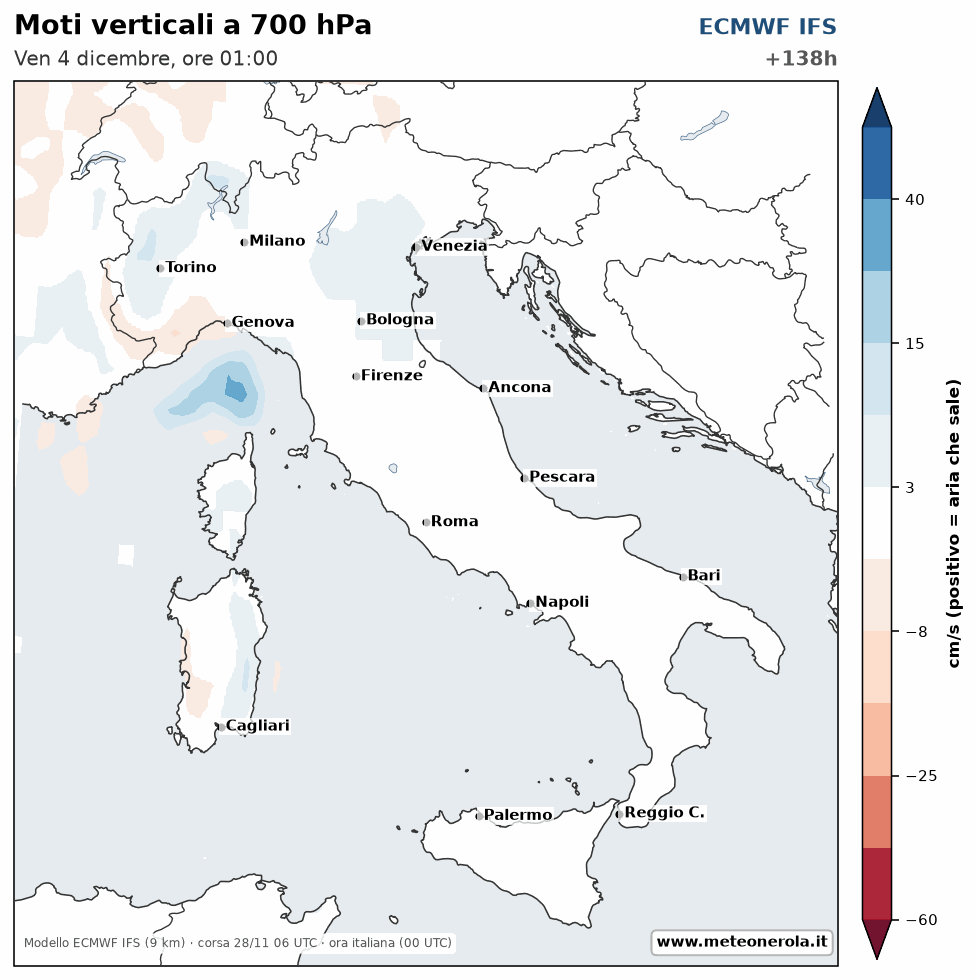 Moti verticali a 700 hPa
ECMWF IFS
Ven 4 dicembre, ore 01:00
+138h
Milano
Venezia
Torino
Genova
Bologna
Firenze
Ancona
Pescara
Roma
Bari
Napoli
Cagliari
Palermo
Reggio C.
40
15
3
−8
−25
−60
cm/s (positivo = aria che sale)
Modello ECMWF IFS (9 km) · corsa 28/11 06 UTC · ora italiana (00 UTC)
www.meteonerola.it